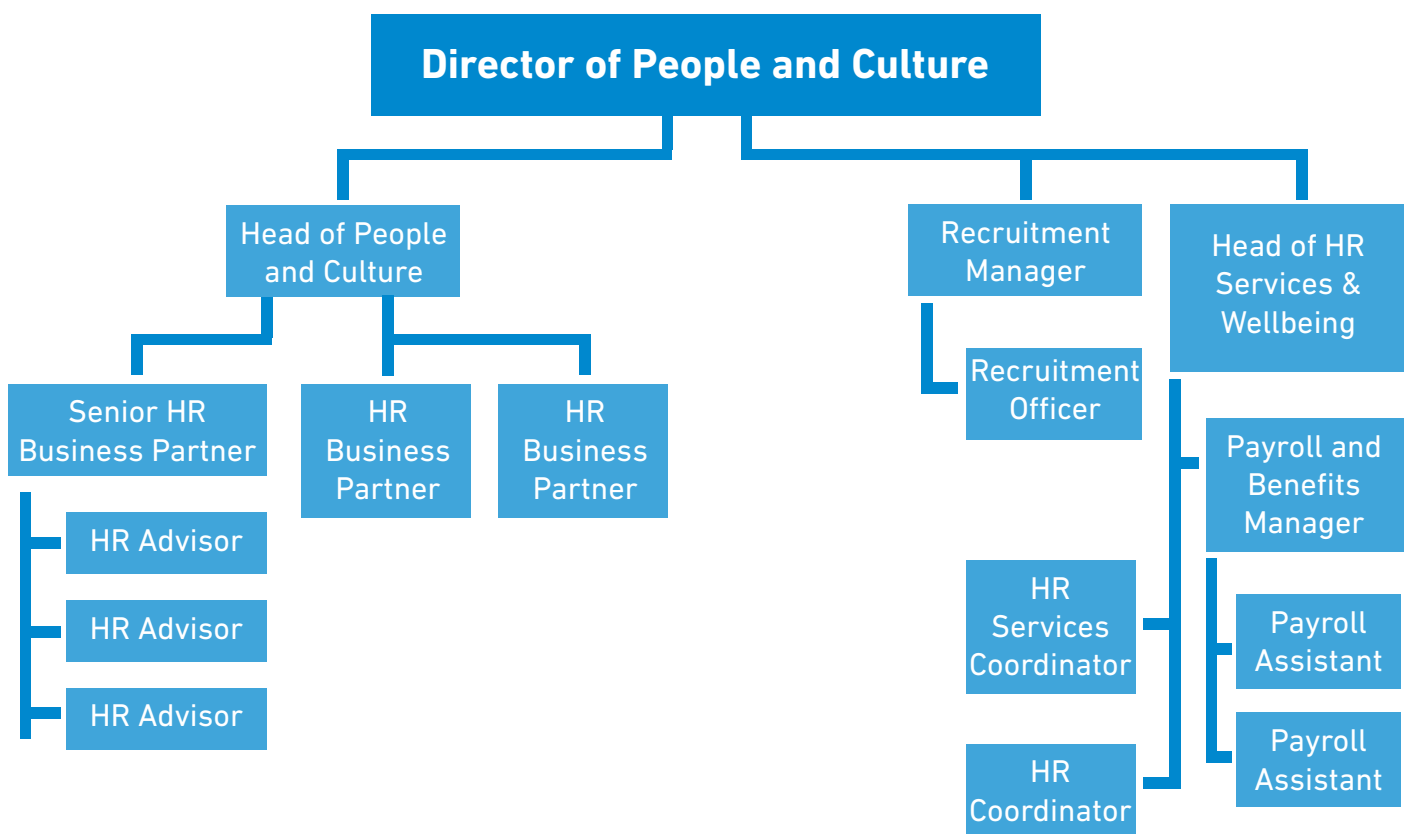 Director of People and Culture
Head of People
and Culture
Recruitment
Manager
Head of HR
Services &
Wellbeing
Recruitment
Officer
Senior HR
Business Partner
HR
Business
Partner
HR
Business
Partner
Payroll and
Benefits
Manager
HR Advisor
HR Advisor
HR Advisor
HR
Services
Coordinator
Payroll
Assistant
Payroll
Assistant
HR
Coordinator